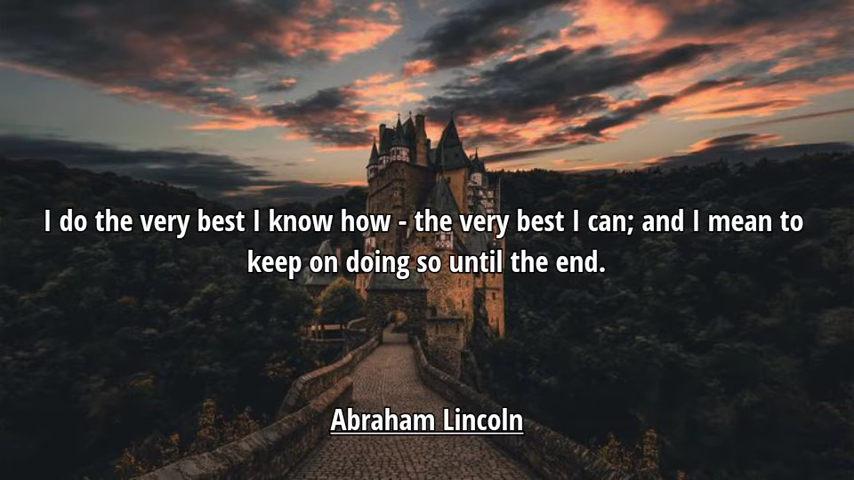 I do the very best I know how - the very best I can; and I mean to
keep on doing so until the end.
Abraham Lincoln